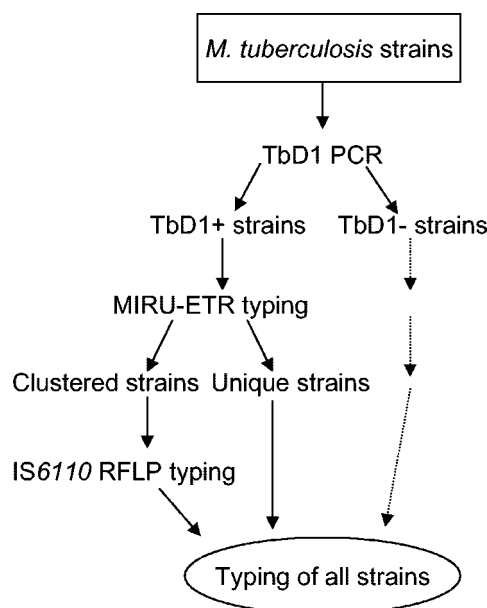 M. tuberculosis strains
TbD1 PCR
TbD1+ strains
TbD1- strains
MIRU-ETR typing
Clustered strains
Unique strains
IS6110 RFLP typing
Typing of all strains